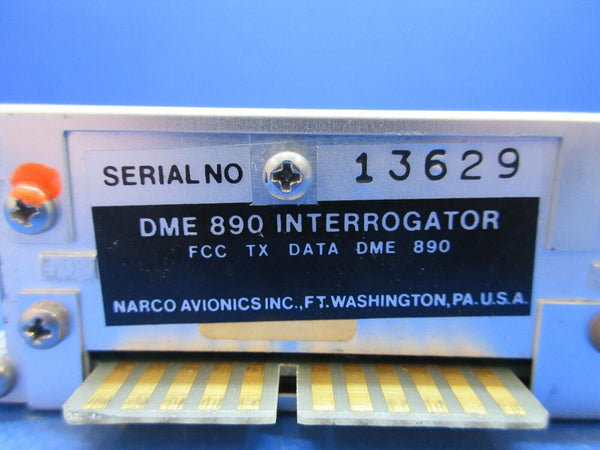 SERIAL NO 13629
DME 890 INTERROGATOR
FCC TX DATA DME 890
NARCO AVIONICS INC., FT. WASHINGTON, PA. U.S.A.